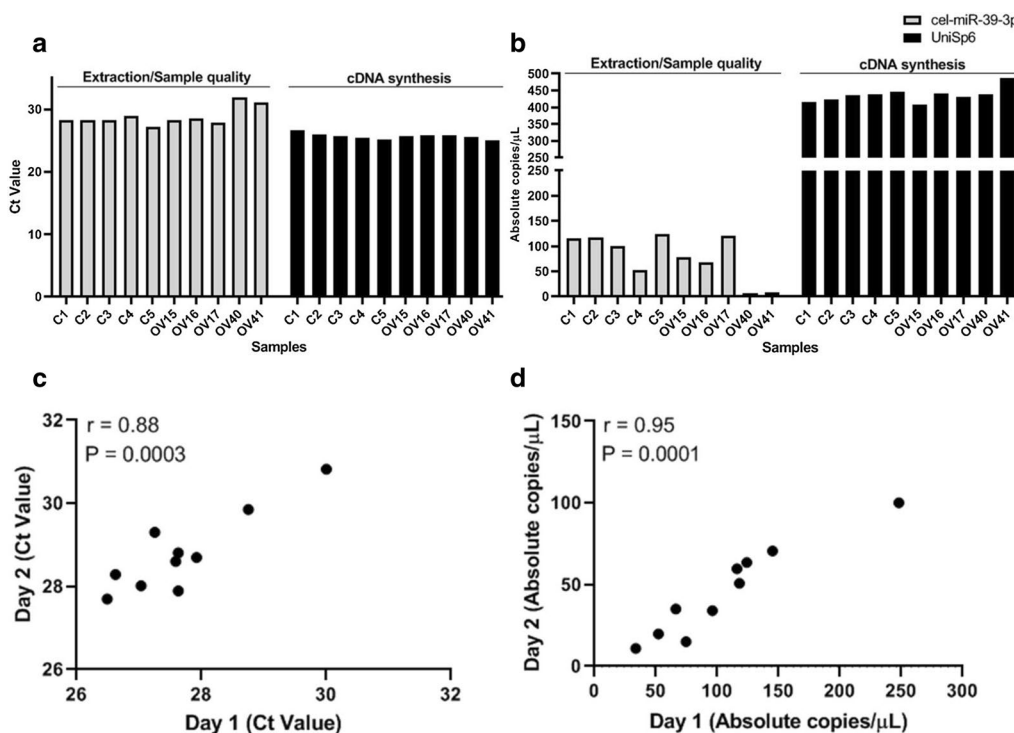 cel-miR-39-3p
UniSp6
a
Extraction/Sample quality
cDNA synthesis
Ct Value
30
20
10
0
C1 C2 C3 C4 C5 OV15 OV16 OV17 OV40 OV41 C1 C2 C3 C4 C5 OV15 OV16 OV17 OV40 OV41
Samples
b
Extraction/Sample quality
cDNA synthesis
Absolute copies/μL
500
450
400
350
300
250
250
200
150
100
50
0
C1 C2 C3 C4 C5 OV15 OV16 OV17 OV40 OV41 C1 C2 C3 C4 C5 OV15 OV16 OV17 OV40 OV41
Samples
c
r = 0.88
P = 0.0003
Day 2 (Ct Value)
32
30
28
26
26 28 30 32
Day 1 (Ct Value)
d
r = 0.95
P = 0.0001
Day 2 (Absolute copies/μL)
150
100
50
0
0 50 100 150 200 250 300
Day 1 (Absolute copies/μL)